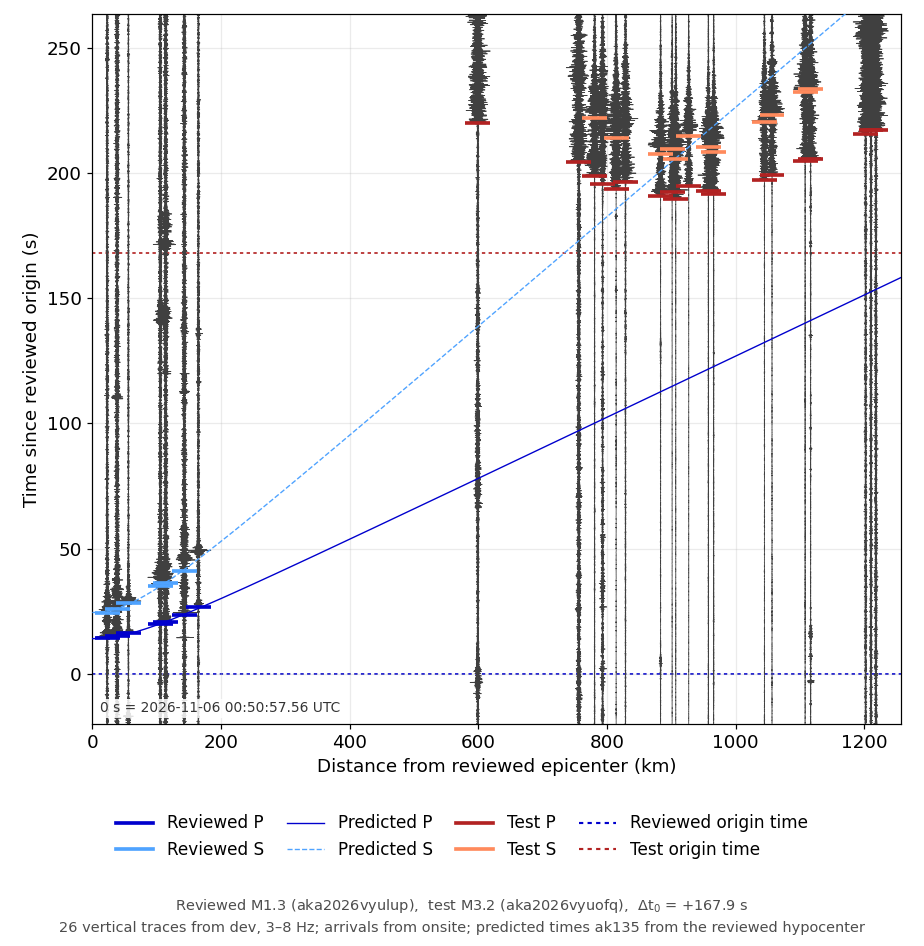 250
200
150
100
50
0
Time since reviewed origin (s)
0 s = 2026-11-06 00:50:57.56 UTC
0 200 400 600 800 1000 1200
Distance from reviewed epicenter (km)
Reviewed P Predicted P Test P Reviewed origin time
Reviewed S Predicted S Test S Test origin time
Reviewed M1.3 (aka2026vyulup), test M3.2 (aka2026vyuofq), Δt₀ = +167.9 s
26 vertical traces from dev, 3–8 Hz; arrivals from onsite; predicted times ak135 from the reviewed hypocenter